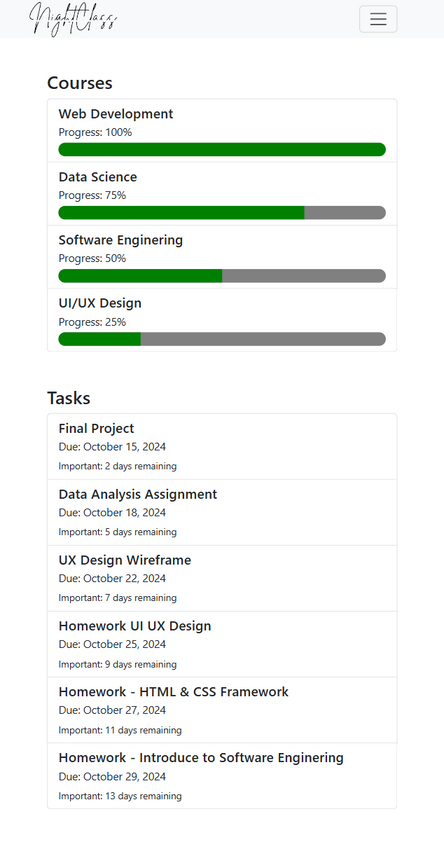 NightClass
Courses
Web Development
Progress: 100%
Data Science
Progress: 75%
Software Enginering
Progress: 50%
UI/UX Design
Progress: 25%
Tasks
Final Project
Due: October 15, 2024
Important: 2 days remaining
Data Analysis Assignment
Due: October 18, 2024
Important: 5 days remaining
UX Design Wireframe
Due: October 22, 2024
Important: 7 days remaining
Homework UI UX Design
Due: October 25, 2024
Important: 9 days remaining
Homework - HTML & CSS Framework
Due: October 27, 2024
Important: 11 days remaining
Homework - Introduce to Software Enginering
Due: October 29, 2024
Important: 13 days remaining